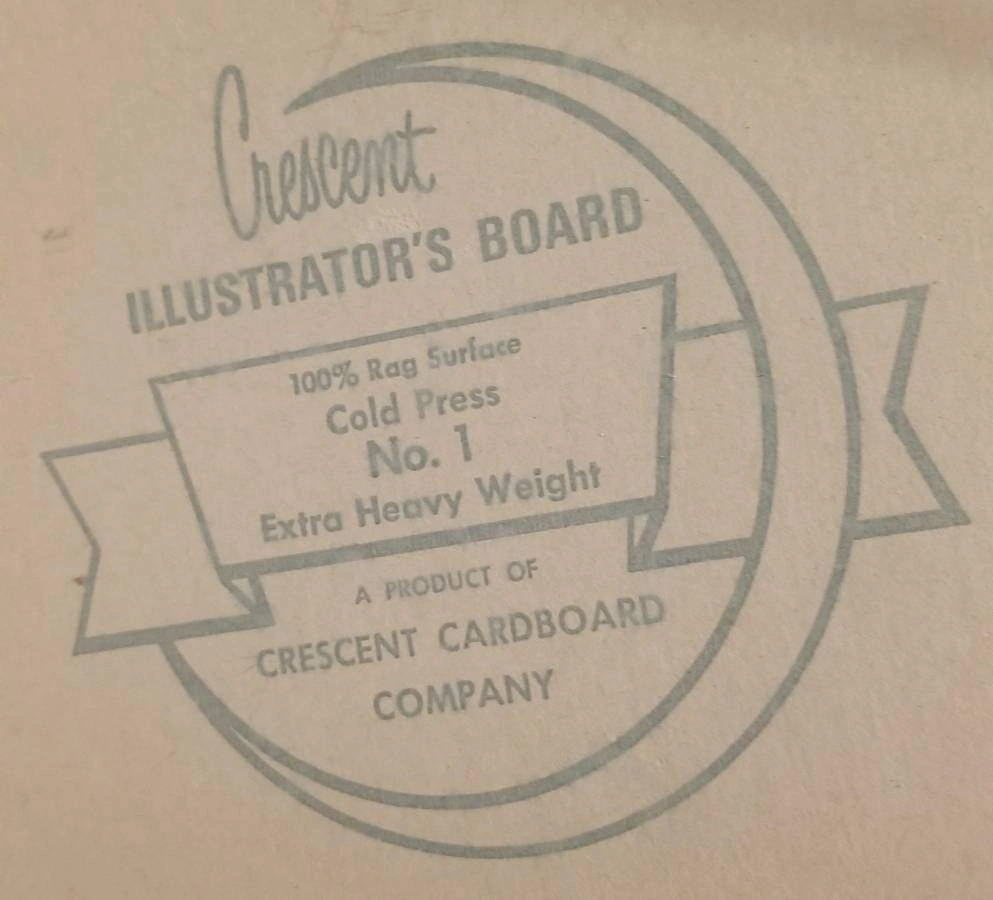 Crescent
ILLUSTRATOR'S BOARD
100% Rag Surface
Cold Press
No. 1
Extra Heavy Weight
A PRODUCT OF
CRESCENT CARDBOARD
COMPANY